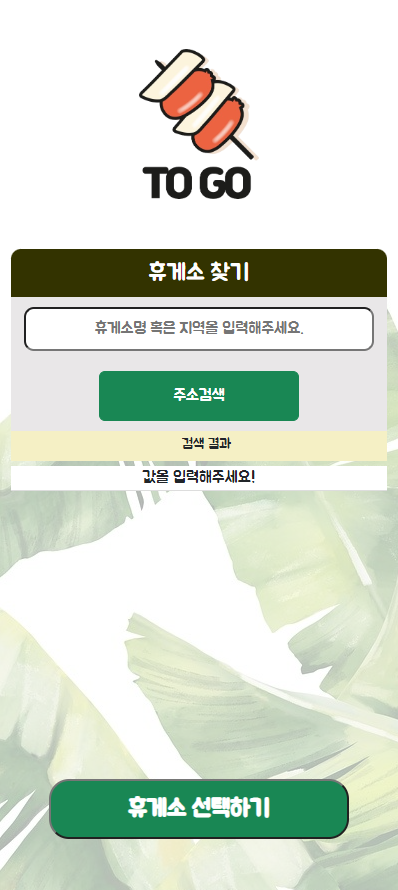 TO GO
휴게소 찾기
휴게소명 혹은 지역을 입력해주세요.
주소검색
검색 결과
값을 입력해주세요!
휴게소 선택하기